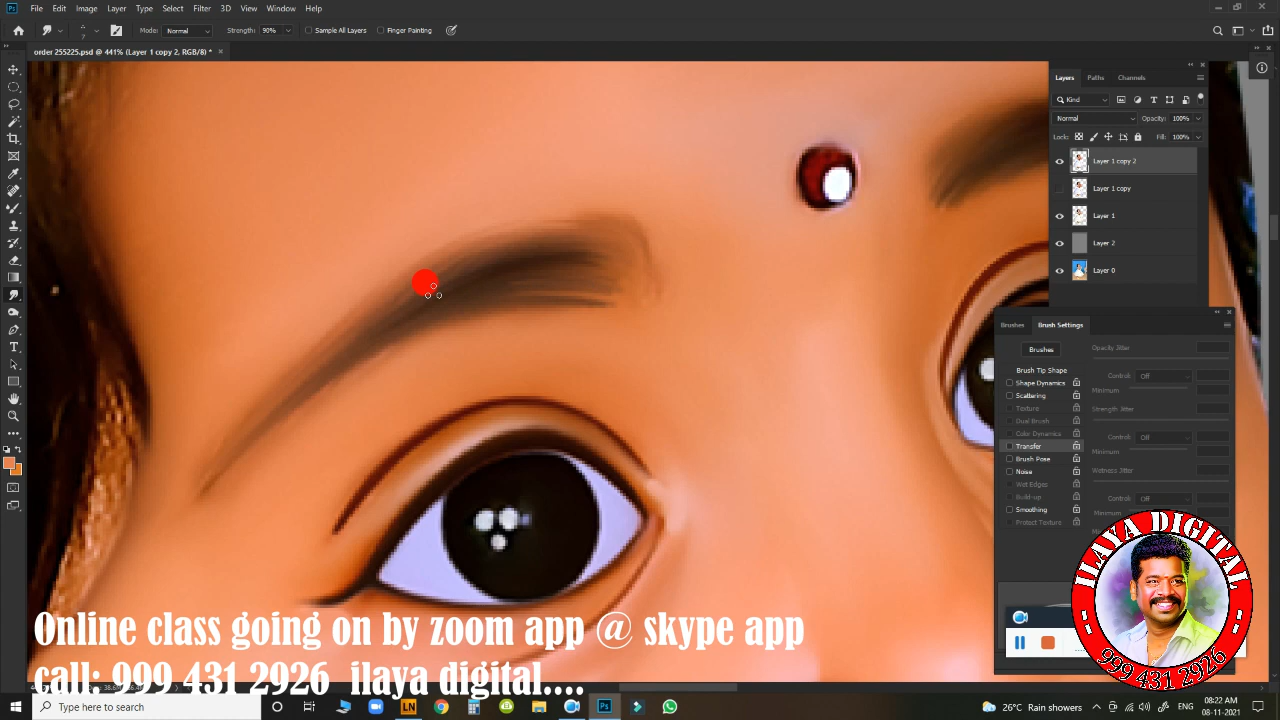 File Edit Image Layer Type Select Filter 3D View Window Help
Mode: Normal Strength: 90% Sample All Layers Finger Painting
order 255225.psd @ 441% (Layer 1 copy 2, RGB/8) *
Layers Paths Channels
Kind
Normal Opacity: 100%
Lock: Fill: 100%
Layer 1 copy 2
Layer 1 copy
Layer 1
Layer 2
Layer 0
Brushes Brush Settings
Brushes Opacity Jitter
Brush Tip Shape
Shape Dynamics Control: Off
Scattering Minimum
Texture Strength Jitter
Dual Brush
Color Dynamics Control: Off
Transfer Minimum
Brush Pose
Noise Wetness Jitter
Wet Edges
Build-up Control: Off
Smoothing Minimum
Protect Texture
ILAYA DIGITAL
999 431 2926
Online class going on by zoom app @ skype app
call: 999 431 2926 ilaya digital....
Type here to search
LN
Ps
26°C Rain showers
08:22 AM
08-11-2021